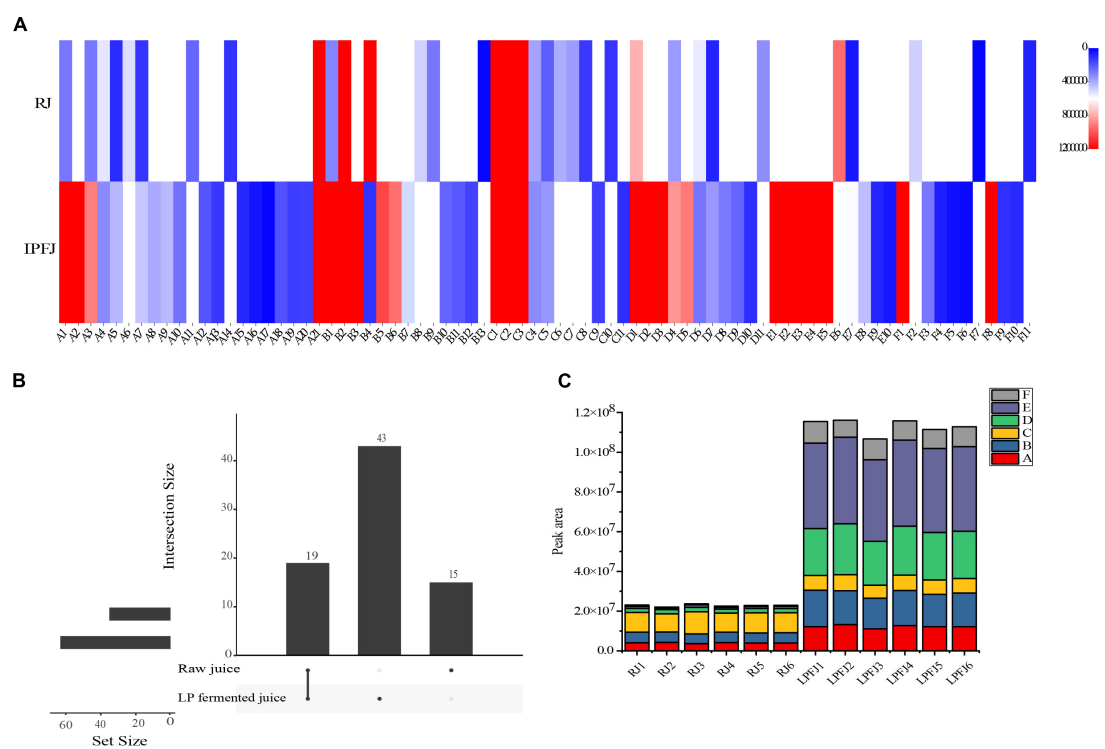 A
RJ
IPFJ
0
40000
80000
120000
A1 A2 A3 A4 A5 A6 A7 A8 A9 A10 A11 A12 A13 A14 A15 A16 A17 A18 A19 A20 A21 B1 B2 B3 B4 B5 B6 B7 B8 B9 B10 B11 B12 B13 C1 C2 C3 C4 C5 C6 C7 C8 C9 C10 C11 D1 D2 D3 D4 D5 D6 D7 D8 D9 D10 D11 E1 E2 E3 E4 E5 E6 E7 E8 E9 E10 F1 F2 F3 F4 F5 F6 F7 F8 F9 F10 F11
B
Intersection Size
40
30
20
10
0
19
43
15
Raw juice
LP fermented juice
60 40 20 0
Set Size
C
F
E
D
C
B
A
Peak area
1.2×10⁸
1.0×10⁸
8.0×10⁷
6.0×10⁷
4.0×10⁷
2.0×10⁷
0.0
RJ1 RJ2 RJ3 RJ4 RJ5 RJ6 LPFJ1 LPFJ2 LPFJ3 LPFJ4 LPFJ5 LPFJ6